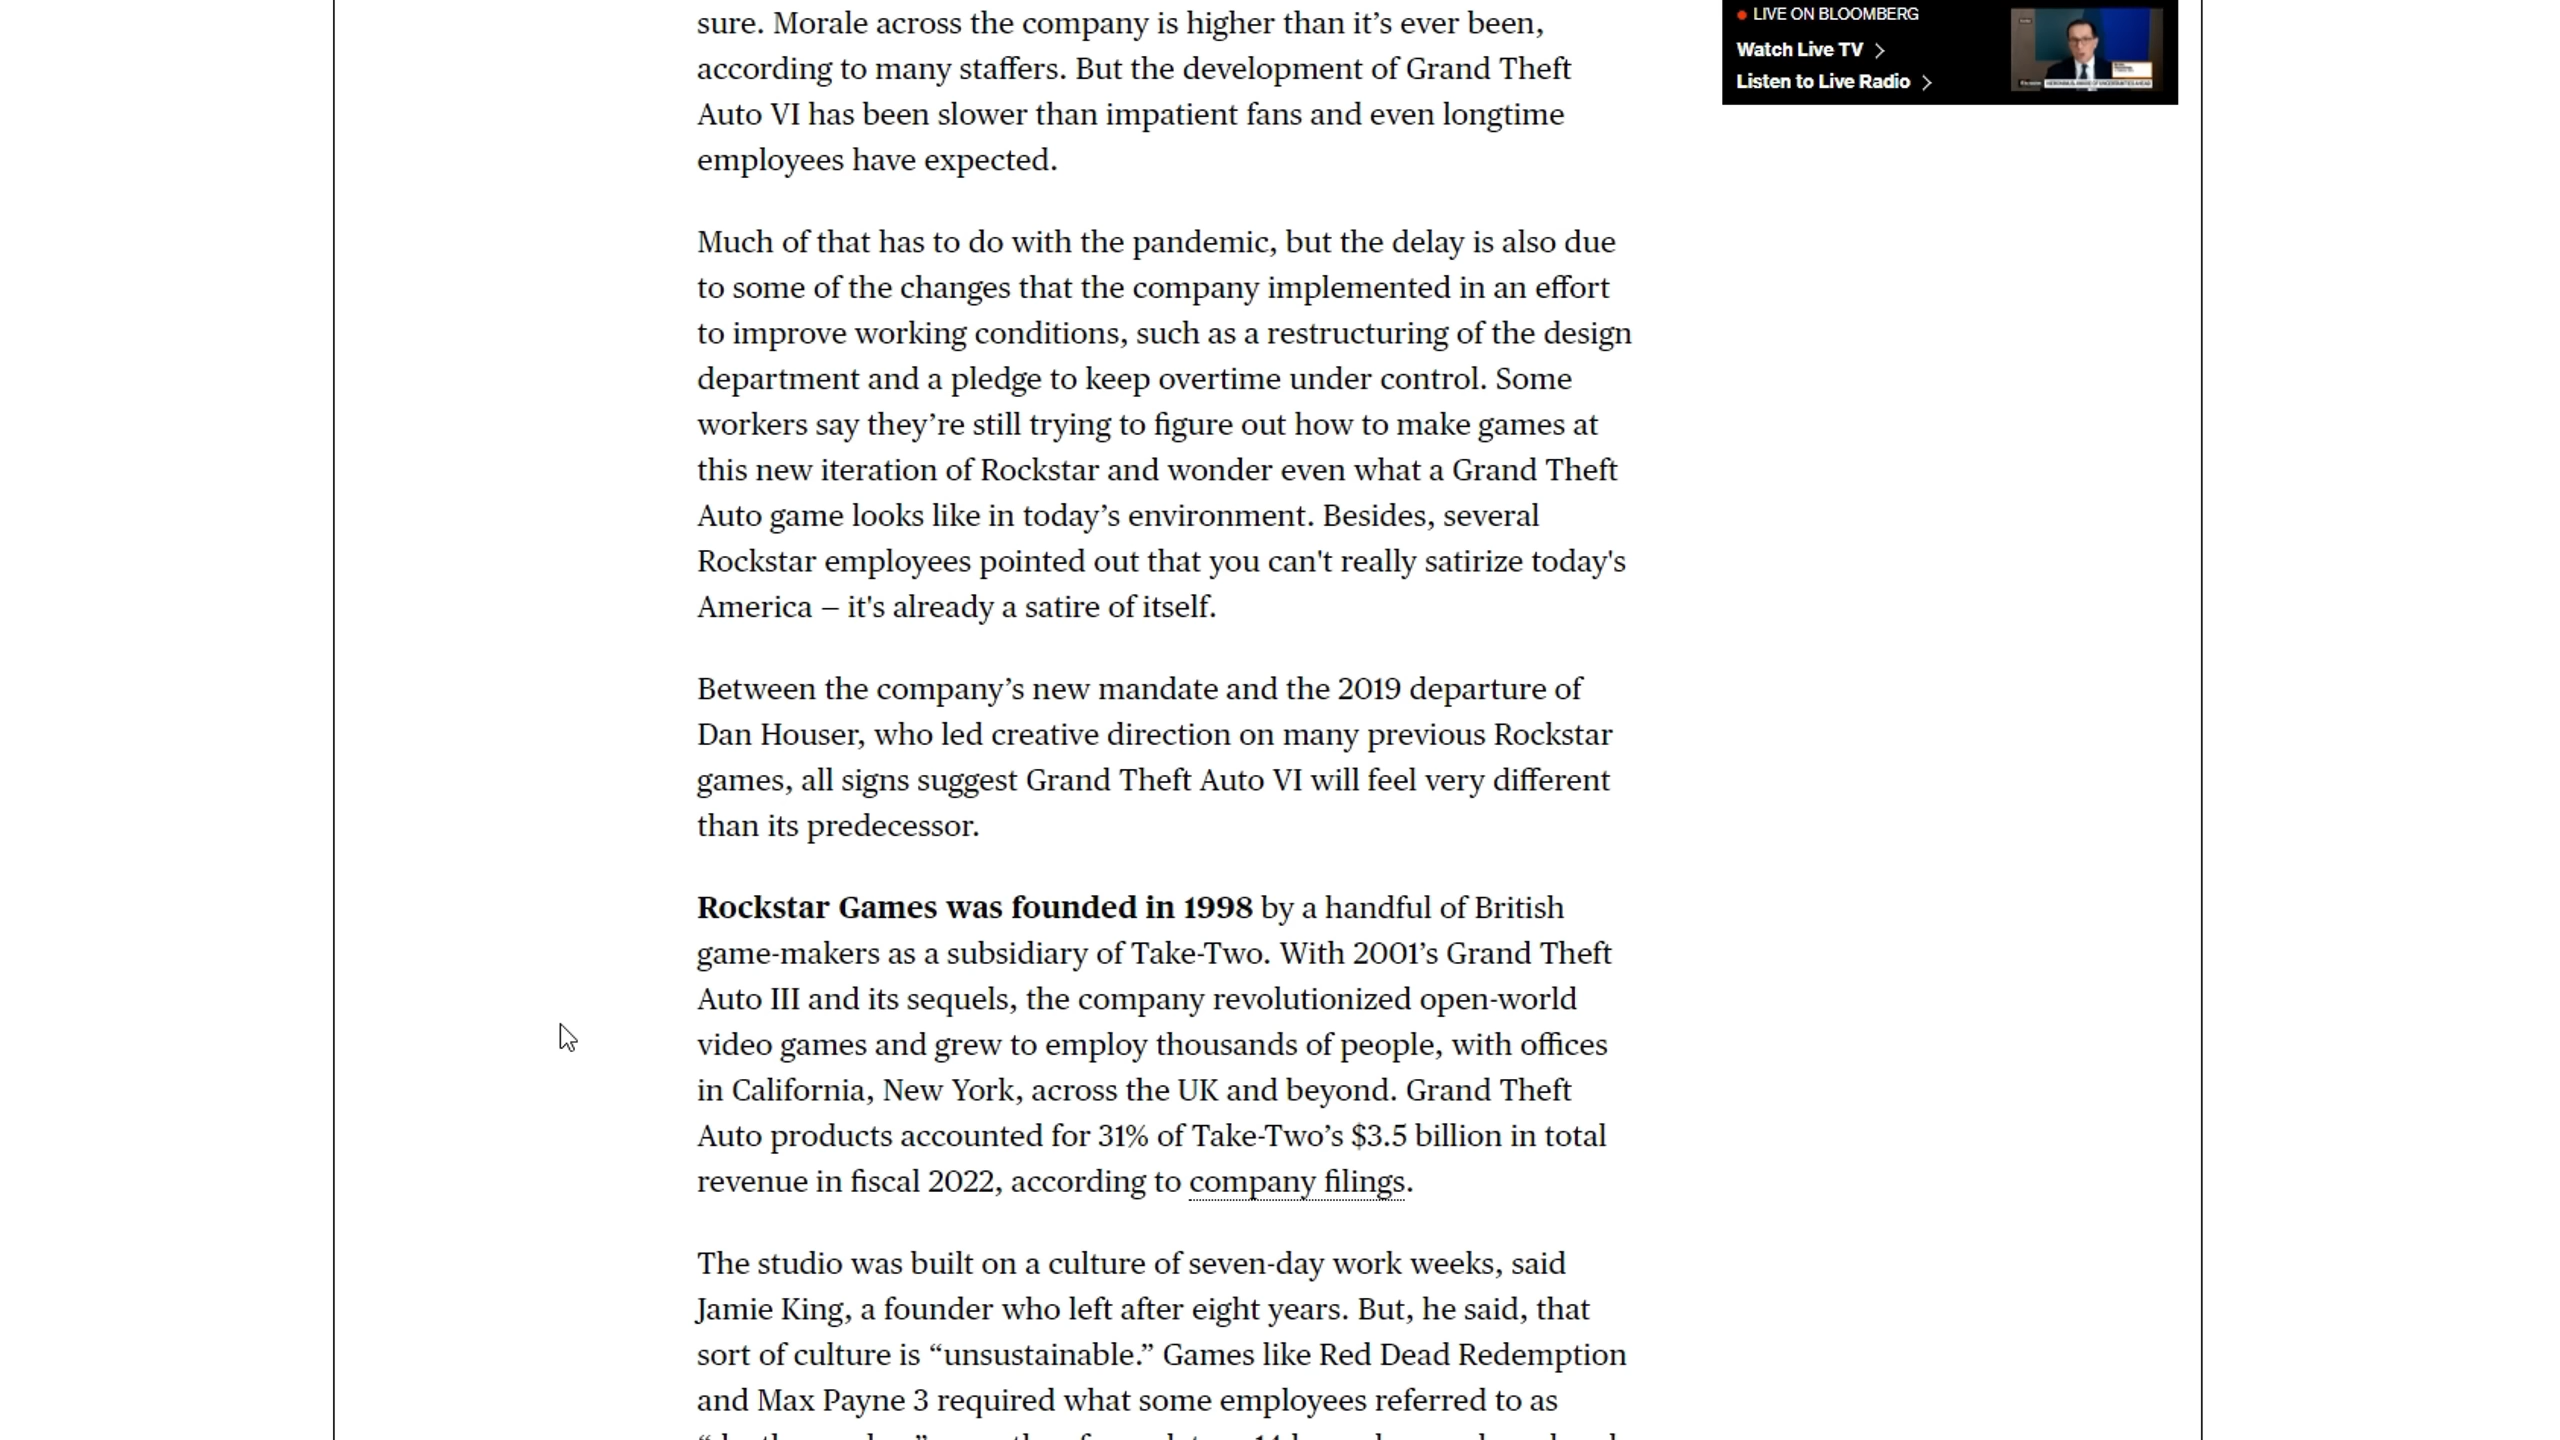 sure. Morale across the company is higher than it’s ever been,
according to many staffers. But the development of Grand Theft
Auto VI has been slower than impatient fans and even longtime
employees have expected.
Much of that has to do with the pandemic, but the delay is also due
to some of the changes that the company implemented in an effort
to improve working conditions, such as a restructuring of the design
department and a pledge to keep overtime under control. Some
workers say they’re still trying to figure out how to make games at
this new iteration of Rockstar and wonder even what a Grand Theft
Auto game looks like in today’s environment. Besides, several
Rockstar employees pointed out that you can't really satirize today's
America – it's already a satire of itself.
Between the company’s new mandate and the 2019 departure of
Dan Houser, who led creative direction on many previous Rockstar
games, all signs suggest Grand Theft Auto VI will feel very different
than its predecessor.
Rockstar Games was founded in 1998 by a handful of British
game-makers as a subsidiary of Take-Two. With 2001’s Grand Theft
Auto III and its sequels, the company revolutionized open-world
video games and grew to employ thousands of people, with offices
in California, New York, across the UK and beyond. Grand Theft
Auto products accounted for 31% of Take-Two’s $3.5 billion in total
revenue in fiscal 2022, according to company filings.
The studio was built on a culture of seven-day work weeks, said
Jamie King, a founder who left after eight years. But, he said, that
sort of culture is “unsustainable.” Games like Red Dead Redemption
and Max Payne 3 required what some employees referred to as
LIVE ON BLOOMBERG
Watch Live TV
Listen to Live Radio